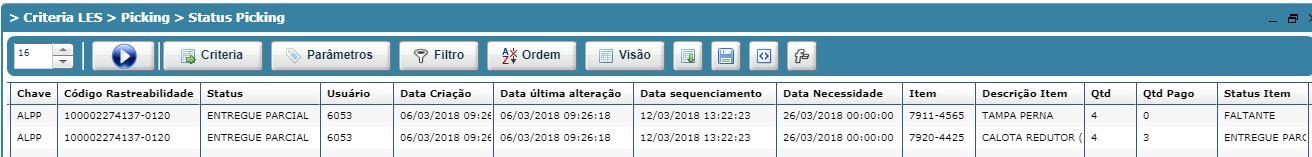 > Criteria LES > Picking > Status Picking
16 Criteria Parâmetros Filtro Ordem Visão
Chave Código Rastreabilidade Status Usuário Data Criação Data última alteração Data sequenciamento Data Necessidade Item Descrição Item Qtd Qtd Pago Status Item
ALPP 100002274137-0120 ENTREGUE PARCIAL 6053 06/03/2018 09:26 06/03/2018 09:26:18 12/03/2018 13:22:23 26/03/2018 00:00:00 7911-4565 TAMPA PERNA 4 0 FALTANTE
ALPP 100002274137-0120 ENTREGUE PARCIAL 6053 06/03/2018 09:26 06/03/2018 09:26:18 12/03/2018 13:22:23 26/03/2018 00:00:00 7920-4425 CALOTA REDUTOR ( 4 3 ENTREGUE PARC